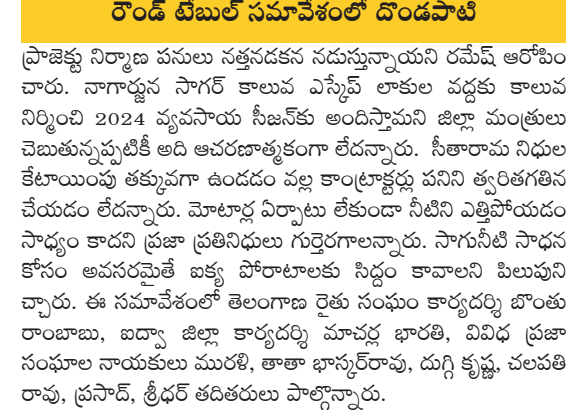 రౌండ్ టేబుల్ సమావేశంలో దొండపాటి
ప్రాజెక్టు నిర్మాణ పనులు నత్తనడకన నడుస్తున్నాయని రమేష్ ఆరోపిం
చారు. నాగార్జున సాగర్ కాలువ ఎస్కేప్ లాకుల వద్దకు కాలువ
నిర్మించి 2024 వ్యవసాయ సీజన్‌కు అందిస్తామని జిల్లా మంత్రులు
చెబుతున్నప్పటికీ అది ఆచరణాత్మకంగా లేదన్నారు. సీతారామ నిధుల
కేటాయింపు తక్కువగా ఉండడం వల్ల కాంట్రాక్టర్లు పనిని త్వరితగతిన
చేయడం లేదన్నారు. మోటార్ల ఏర్పాటు లేకుండా నీటిని ఎత్తిపోయడం
సాధ్యం కాదని ప్రజా ప్రతినిధులు గుర్తెరగాలన్నారు. సాగునీటి సాధన
కోసం అవసరమైతే ఐక్య పోరాటాలకు సిద్దం కావాలని పిలుపుని
చ్చారు. ఈ సమావేశంలో తెలంగాణ రైతు సంఘం కార్యదర్శి బొంతు
రాంబాబు, ఐద్వా జిల్లా కార్యదర్శి మాచర్ల భారతి, వివిధ ప్రజా
సంఘాల నాయకులు మురళి, తాతా భాస్కర్‌రావు, దుగ్గి కృష్ణ, చలపతి
రావు, ప్రసాద్, శ్రీధర్ తదితరులు పాల్గొన్నారు.